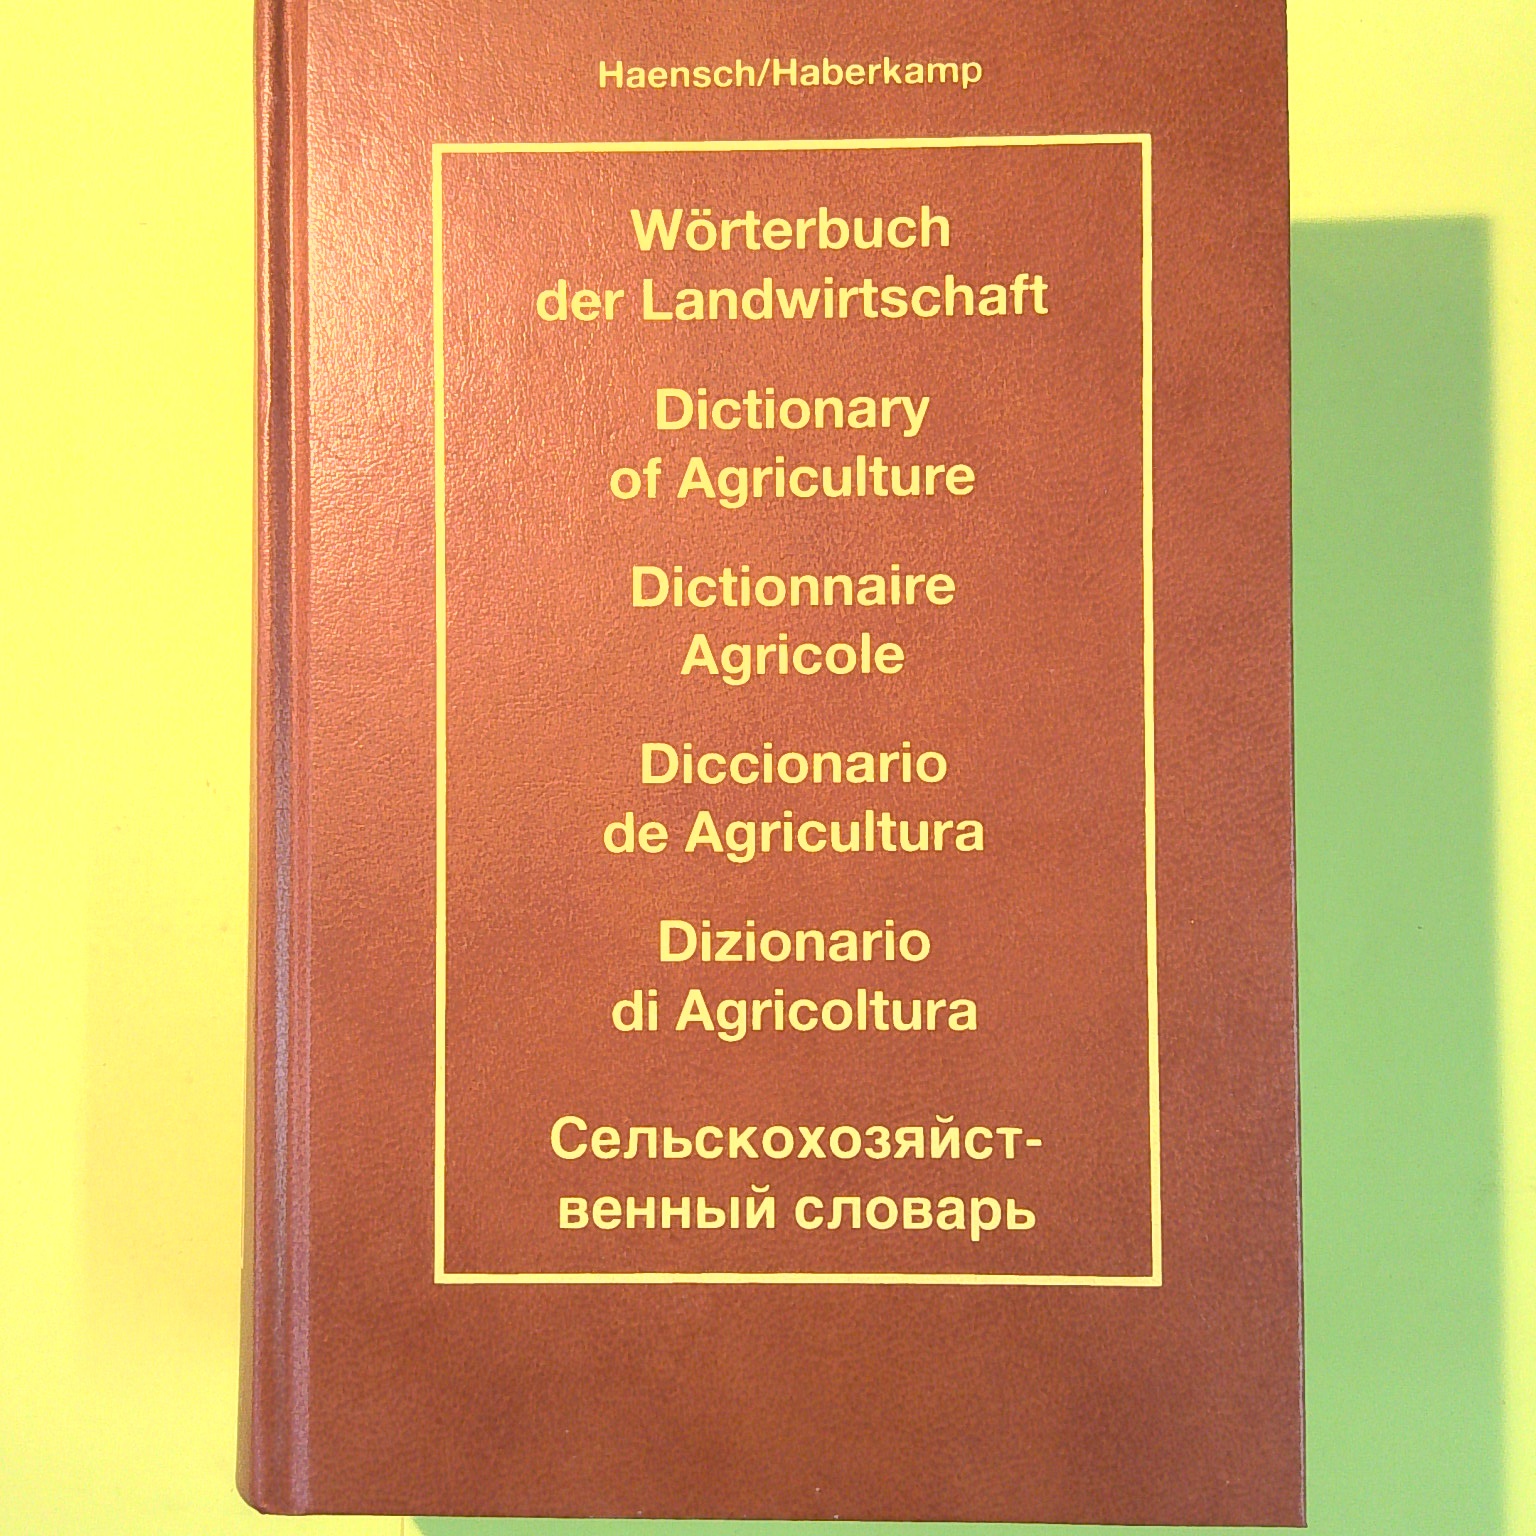 Haensch/Haberkamp
Wörterbuch
der Landwirtschaft
Dictionary
of Agriculture
Dictionnaire
Agricole
Diccionario
de Agricultura
Dizionario
di Agricoltura
Сельскохозяйст-
венный словарь